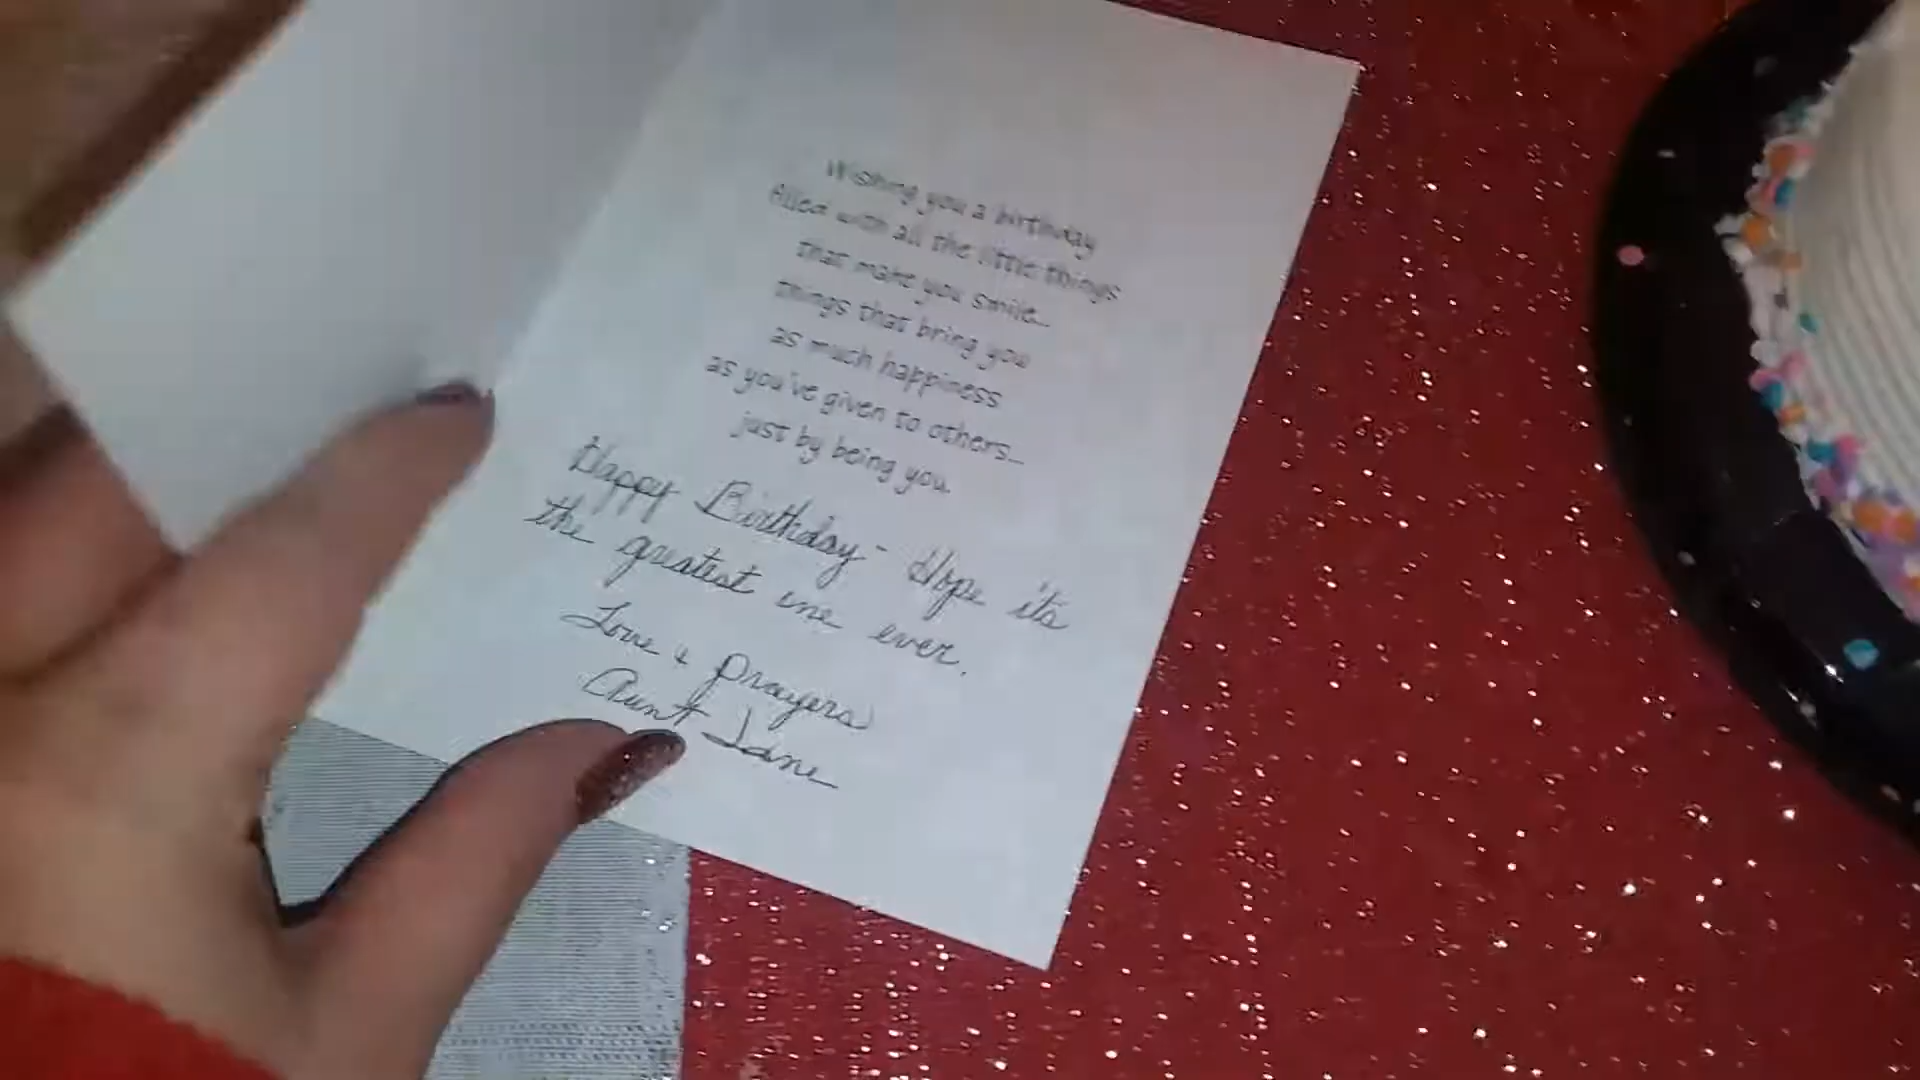 Wishing you a birthday
filled with all the little things
that make you smile...
things that bring you
as much happiness
as you've given to others...
just by being you.
Happy Birthday - Hope its
the greatest one ever.
Love & Prayers
Aunt Jane